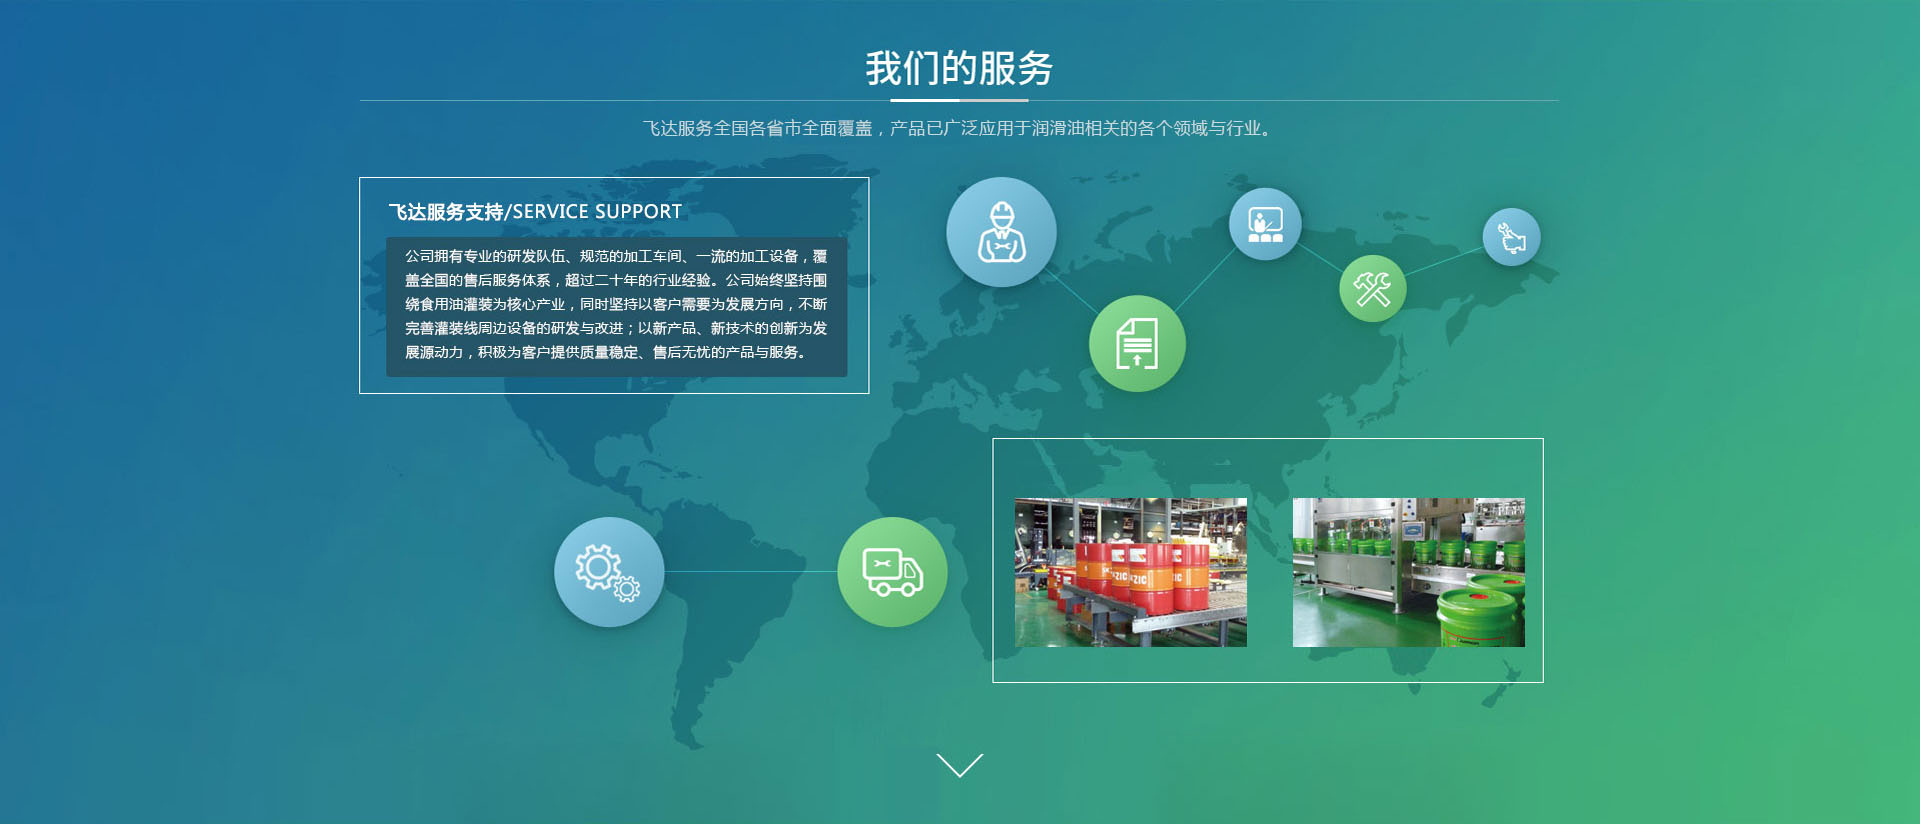 我们的服务
飞达服务全国各省市全面覆盖，产品已广泛应用于润滑油相关的各个领域与行业。
飞达服务支持/SERVICE SUPPORT
公司拥有专业的研发队伍、规范的加工车间、一流的加工设备，覆
盖全国的售后服务体系，超过二十年的行业经验。公司始终坚持围
绕食用油灌装为核心产业，同时坚持以客户需要为发展方向，不断
完善灌装线周边设备的研发与改进；以新产品、新技术的创新为发
展源动力，积极为客户提供质量稳定、售后无忧的产品与服务。
ZIC